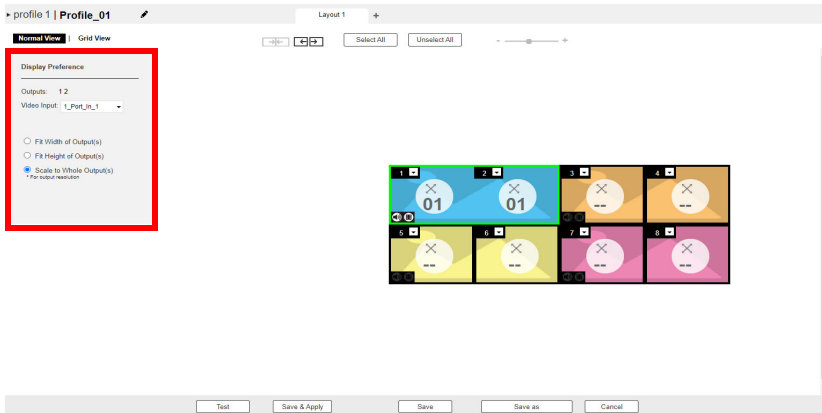 profile 1 | Profile_01
Layout 1 +
Normal View | Grid View
Select All
Unselect All
- +
Display Preference
Outputs: 1 2
Video Input: 1_Port_In_1
Fit Width of Output(s)
Fit Height of Output(s)
Scale to Whole Output(s)
* For output resolution
1 2 3 4
01 01 -- --
5 6 7 8
-- -- -- --
Test
Save & Apply
Save
Save as
Cancel